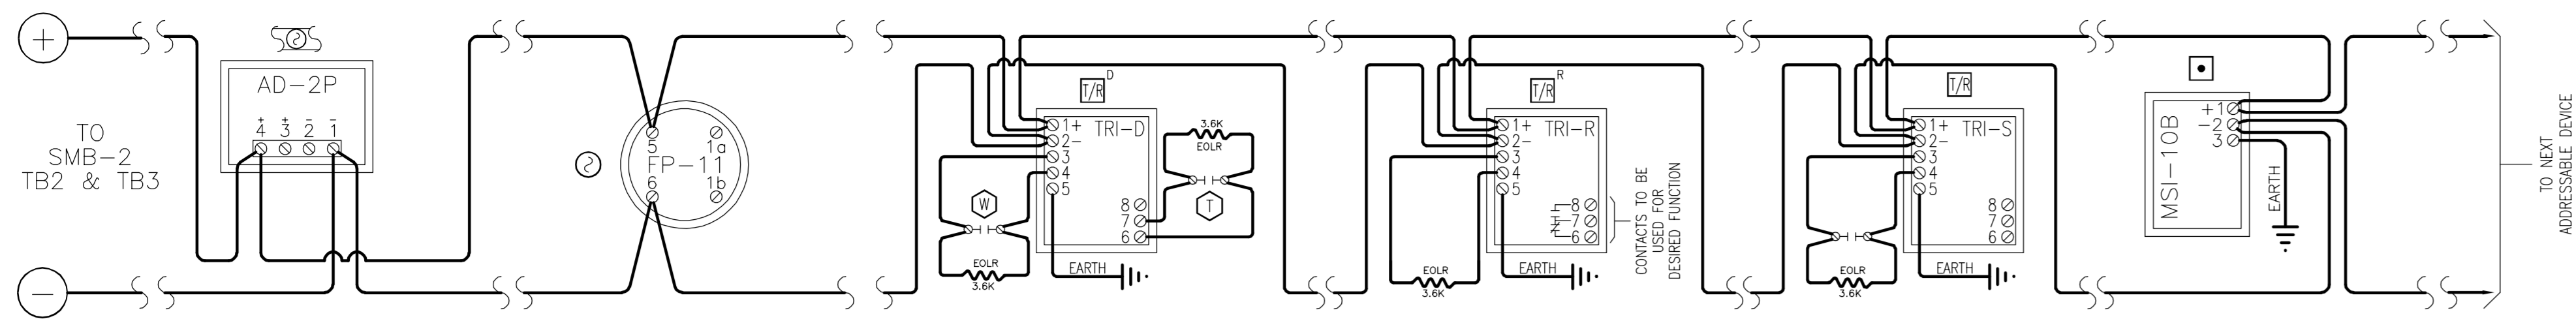 +
−
TO
SMB-2
TB2 & TB3
AD-2P
+ + − −
4 3 2 1
5 1a
FP-11
6 1b
D
T/R
1+ TRI-D
2-
3
4
5
8
7
6
W
EOLR
3.6K
EARTH
3.6K
EOLR
T
R
T/R
1+ TRI-R
2-
3
4
5
8
7
6
EOLR
3.6K
EARTH
CONTACTS TO BE
USED FOR
DESIRED FUNCTION
T/R
1+ TRI-S
2-
3
4
5
8
7
6
EOLR
3.6K
EARTH
MSI-10B
+1
-2
3
EARTH
TO NEXT
ADDRESSABLE DEVICE